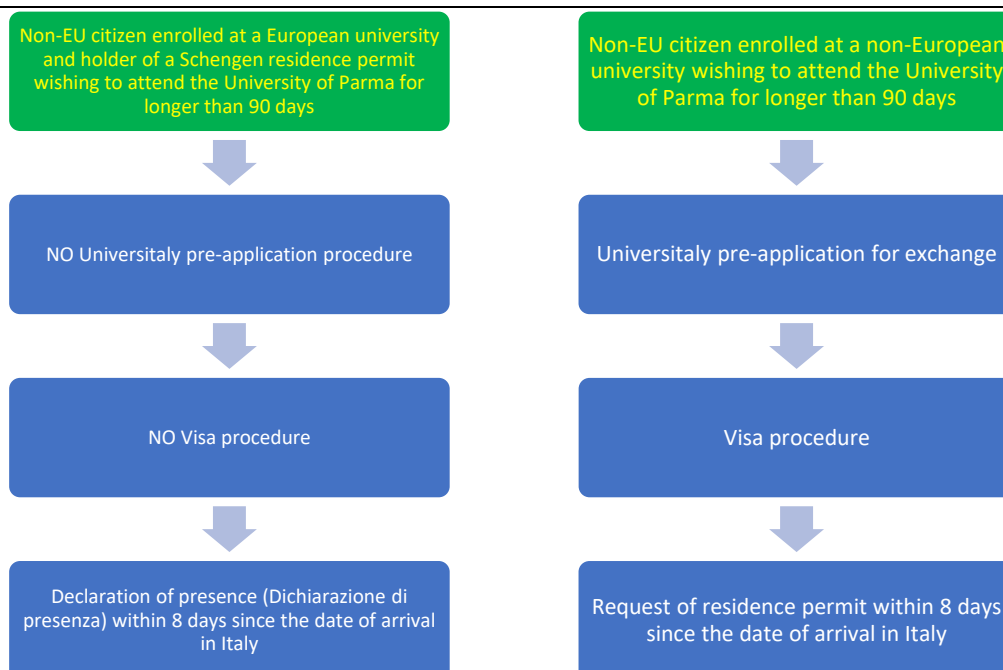 Non-EU citizen enrolled at a European university
and holder of a Schengen residence permit
wishing to attend the University of Parma for
longer than 90 days
NO Universitaly pre-application procedure
NO Visa procedure
Declaration of presence (Dichiarazione di
presenza) within 8 days since the date of arrival
in Italy
Non-EU citizen enrolled at a non-European
university wishing to attend the University
of Parma for longer than 90 days
Universitaly pre-application for exchange
Visa procedure
Request of residence permit within 8 days
since the date of arrival in Italy